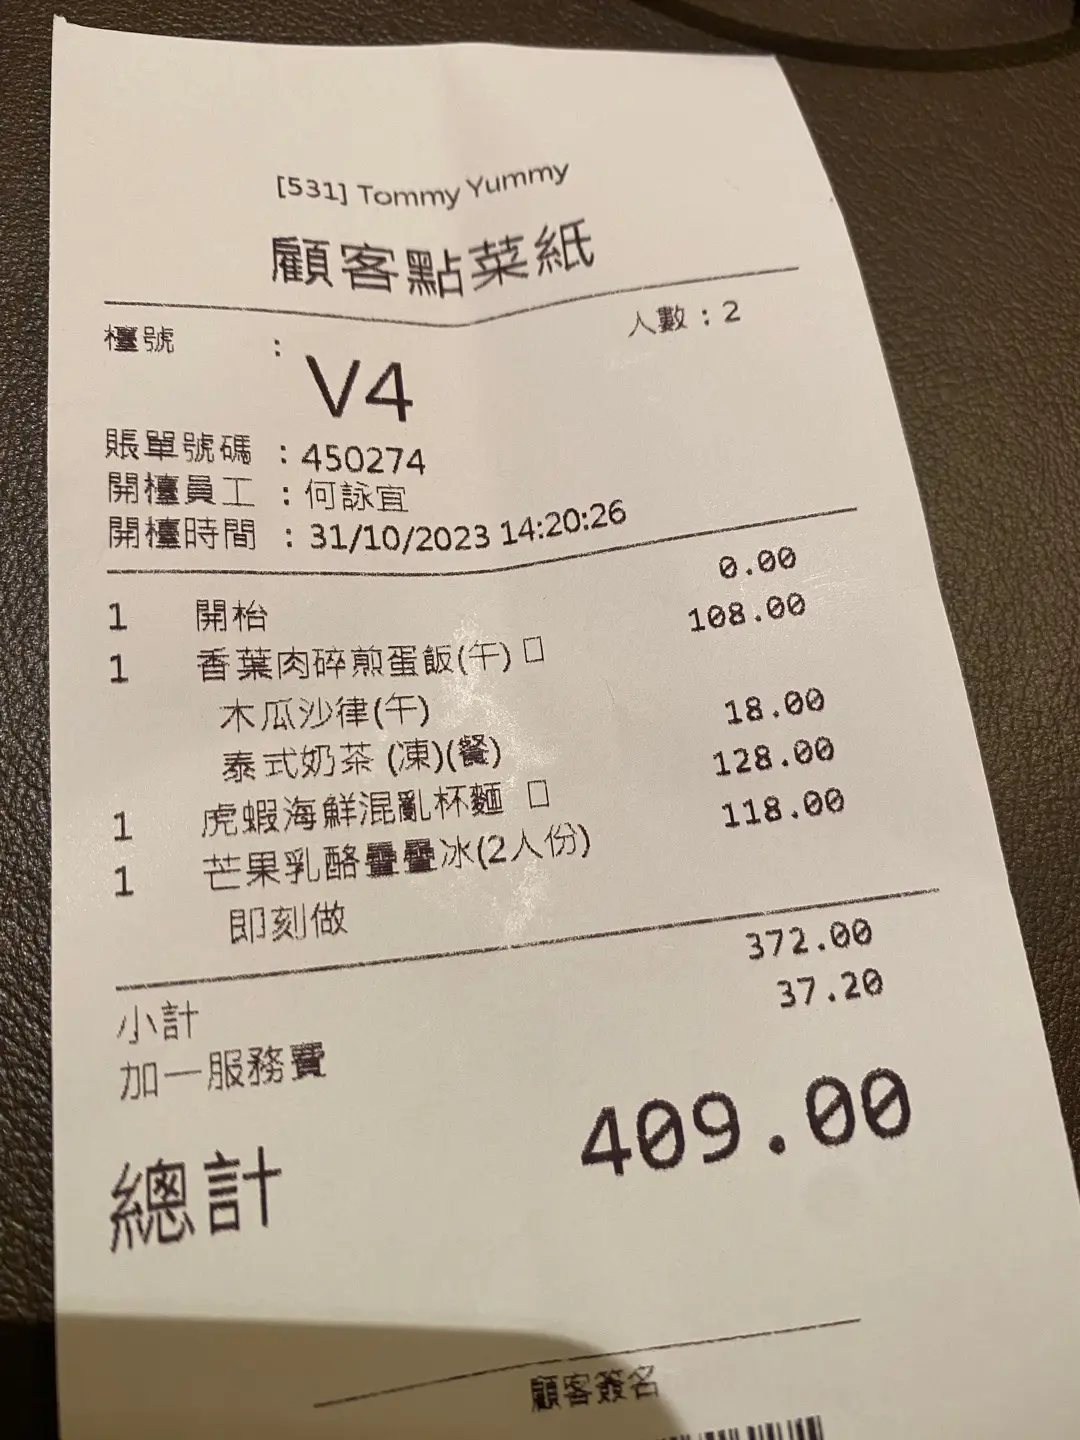 [531] Tommy Yummy
顧客點菜紙
檯號 : V4 人數 : 2
賬單號碼 : 450274
開檯員工 : 何詠宜
開檯時間 : 31/10/2023 14:20:26
1 開枱 0.00
1 香葉肉碎煎蛋飯(午) □ 108.00
木瓜沙律(午)
泰式奶茶 (凍)(餐) 18.00
1 虎蝦海鮮混亂杯麵 □ 128.00
1 芒果乳酪疊疊冰(2人份) 118.00
即刻做
小計 372.00
加一服務費 37.20
總計 409.00
顧客簽名